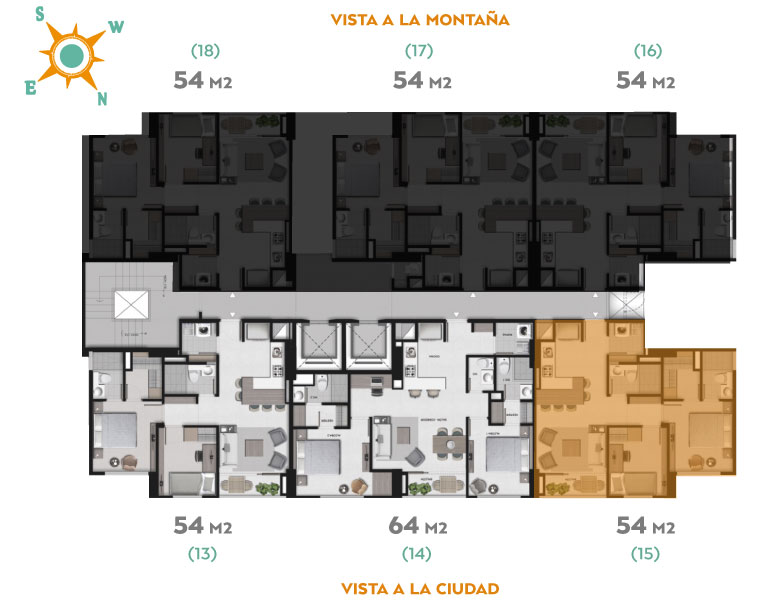 VISTA A LA MONTAÑA
S
W
E
N
(18)
(17)
(16)
54 M2
54 M2
54 M2
54 M2
64 M2
54 M2
(13)
(14)
(15)
VISTA A LA CIUDAD